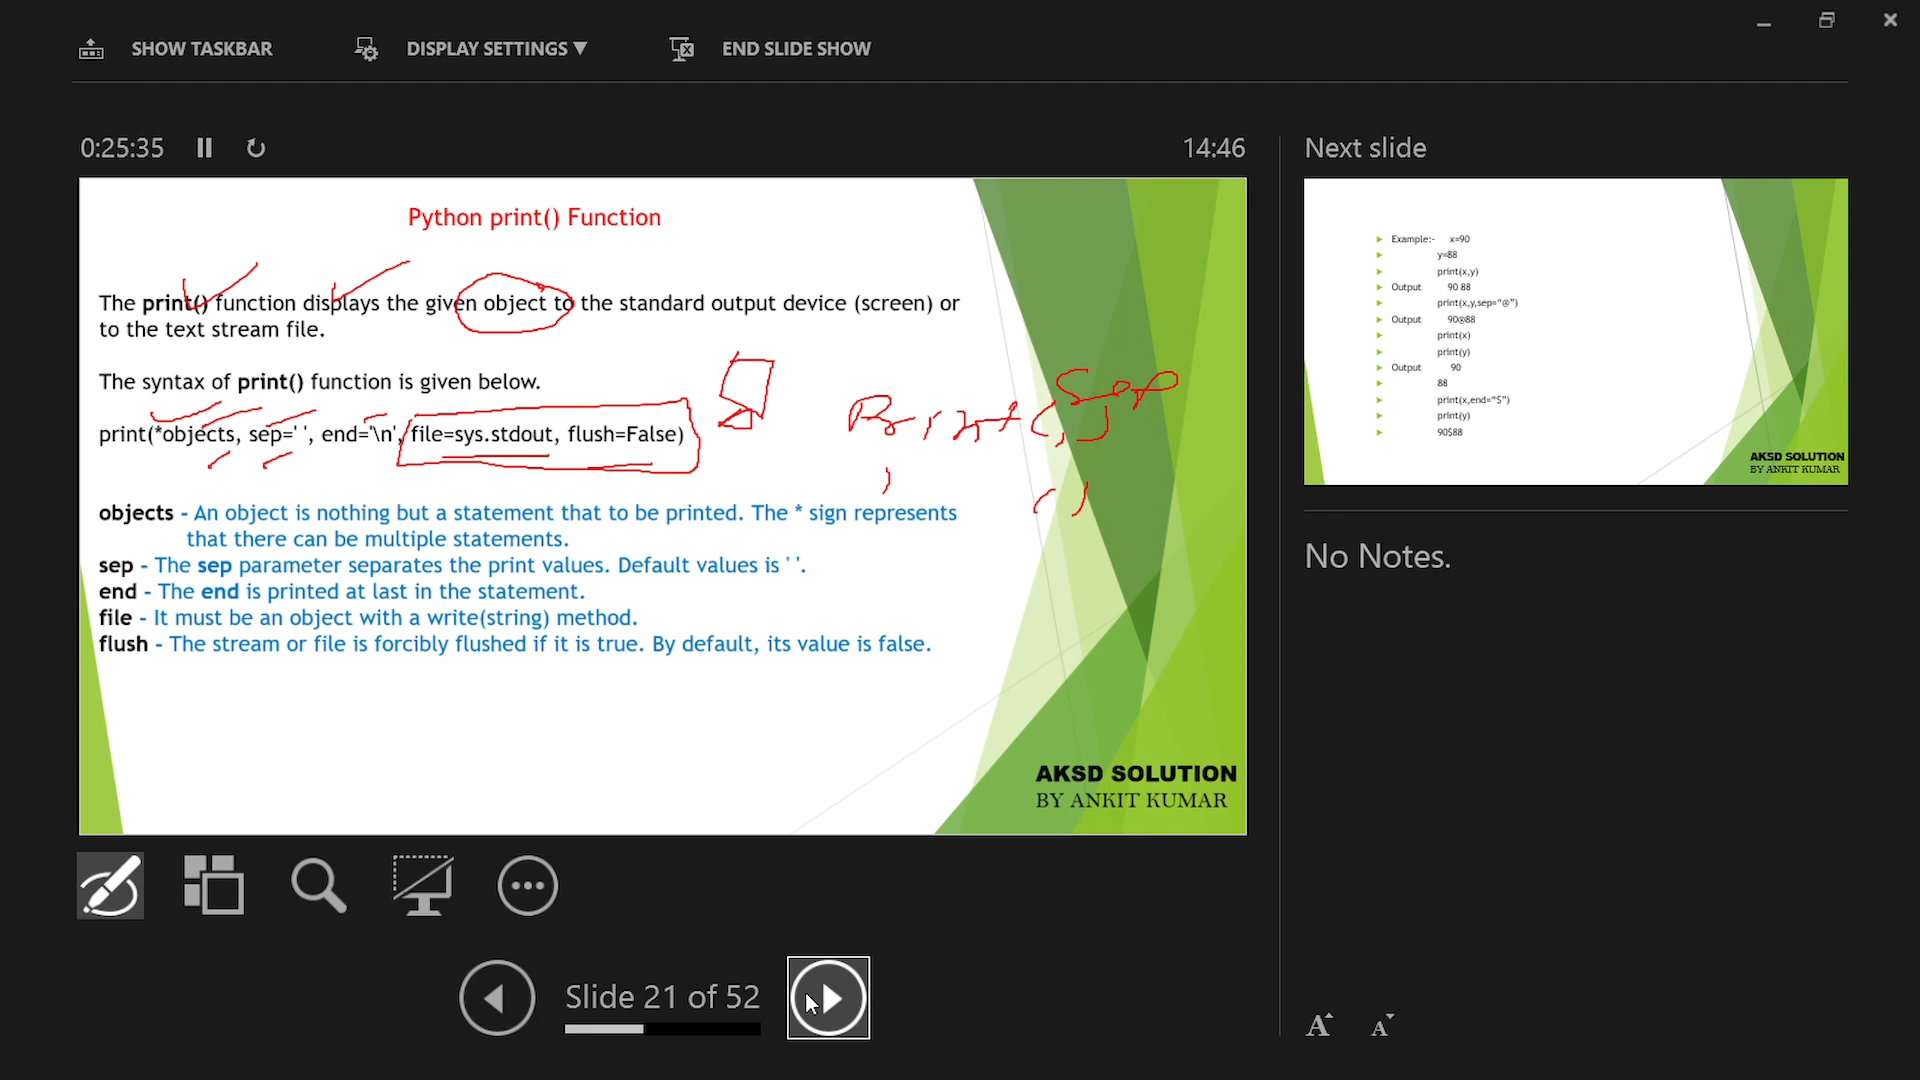 SHOW TASKBAR DISPLAY SETTINGS ▼ END SLIDE SHOW
0:25:35 14:46
Python print() Function
The print() function displays the given object to the standard output device (screen) or
to the text stream file.
The syntax of print() function is given below.
print(*objects, sep=' ', end='\n', file=sys.stdout, flush=False)
Print( , ) Sep
,
( )
objects - An object is nothing but a statement that to be printed. The * sign represents
that there can be multiple statements.
sep - The sep parameter separates the print values. Default values is ' '.
end - The end is printed at last in the statement.
file - It must be an object with a write(string) method.
flush - The stream or file is forcibly flushed if it is true. By default, its value is false.
AKSD SOLUTION
BY ANKIT KUMAR
Slide 21 of 52
Next slide
Example:- x=90
y=88
print(x,y)
Output 90 88
print(x,y,sep="@")
Output 90@88
print(x)
print(y)
Output 90
88
print(x,end="$")
print(y)
90$88
AKSD SOLUTION
BY ANKIT KUMAR
No Notes.
A A